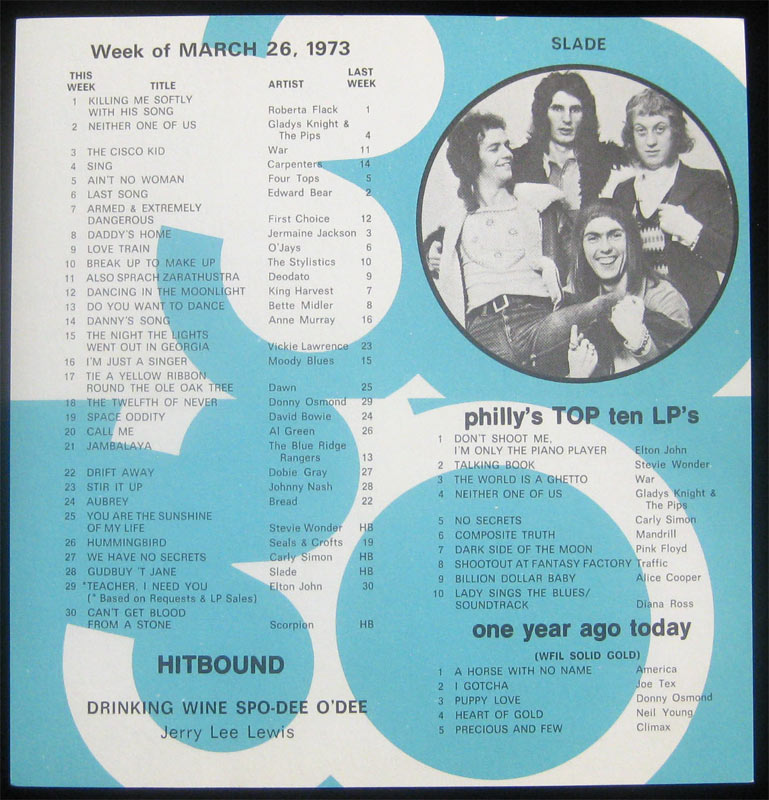 Week of MARCH 26, 1973
THIS WEEK TITLE ARTIST LAST WEEK
1 KILLING ME SOFTLY
WITH HIS SONG Roberta Flack 1
2 NEITHER ONE OF US Gladys Knight &
The Pips 4
3 THE CISCO KID War 11
4 SING Carpenters 14
5 AIN'T NO WOMAN Four Tops 5
6 LAST SONG Edward Bear 2
7 ARMED & EXTREMELY
DANGEROUS First Choice 12
8 DADDY'S HOME Jermaine Jackson 3
9 LOVE TRAIN O'Jays 6
10 BREAK UP TO MAKE UP The Stylistics 10
11 ALSO SPRACH ZARATHUSTRA Deodato 9
12 DANCING IN THE MOONLIGHT King Harvest 7
13 DO YOU WANT TO DANCE Bette Midler 8
14 DANNY'S SONG Anne Murray 16
15 THE NIGHT THE LIGHTS
WENT OUT IN GEORGIA Vickie Lawrence 23
16 I'M JUST A SINGER Moody Blues 15
17 TIE A YELLOW RIBBON
ROUND THE OLE OAK TREE Dawn 25
18 THE TWELFTH OF NEVER Donny Osmond 29
19 SPACE ODDITY David Bowie 24
20 CALL ME Al Green 26
21 JAMBALAYA The Blue Ridge
Rangers 13
22 DRIFT AWAY Dobie Gray 27
23 STIR IT UP Johnny Nash 28
24 AUBREY Bread 22
25 YOU ARE THE SUNSHINE
OF MY LIFE Stevie Wonder HB
26 HUMMINGBIRD Seals & Crofts 19
27 WE HAVE NO SECRETS Carly Simon HB
28 GUDBUY 'T JANE Slade HB
29 *TEACHER, I NEED YOU Elton John 30
(* Based on Requests & LP Sales)
30 CAN'T GET BLOOD
FROM A STONE Scorpion HB
HITBOUND
DRINKING WINE SPO-DEE O'DEE
Jerry Lee Lewis
SLADE
philly's TOP ten LP's
1 DON'T SHOOT ME,
I'M ONLY THE PIANO PLAYER Elton John
2 TALKING BOOK Stevie Wonder
3 THE WORLD IS A GHETTO War
4 NEITHER ONE OF US Gladys Knight &
The Pips
5 NO SECRETS Carly Simon
6 COMPOSITE TRUTH Mandrill
7 DARK SIDE OF THE MOON Pink Floyd
8 SHOOTOUT AT FANTASY FACTORY Traffic
9 BILLION DOLLAR BABY Alice Cooper
10 LADY SINGS THE BLUES/
SOUNDTRACK Diana Ross
one year ago today
(WFIL SOLID GOLD)
1 A HORSE WITH NO NAME America
2 I GOTCHA Joe Tex
3 PUPPY LOVE Donny Osmond
4 HEART OF GOLD Neil Young
5 PRECIOUS AND FEW Climax